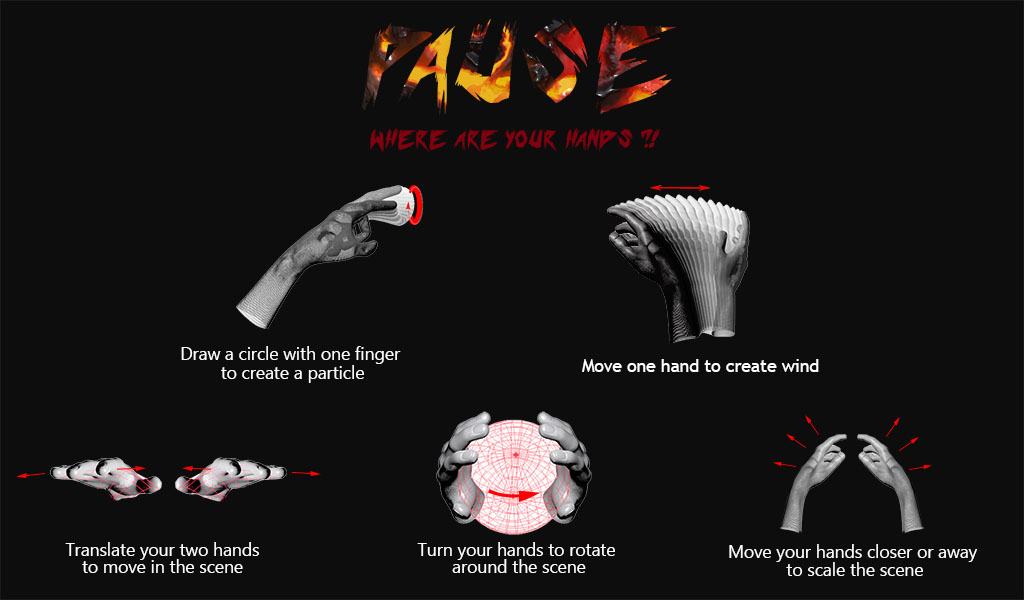 PAUSE
WHERE ARE YOUR HANDS ?!
Draw a circle with one finger
to create a particle
Move one hand to create wind
Translate your two hands
to move in the scene
Turn your hands to rotate
around the scene
Move your hands closer or away
to scale the scene